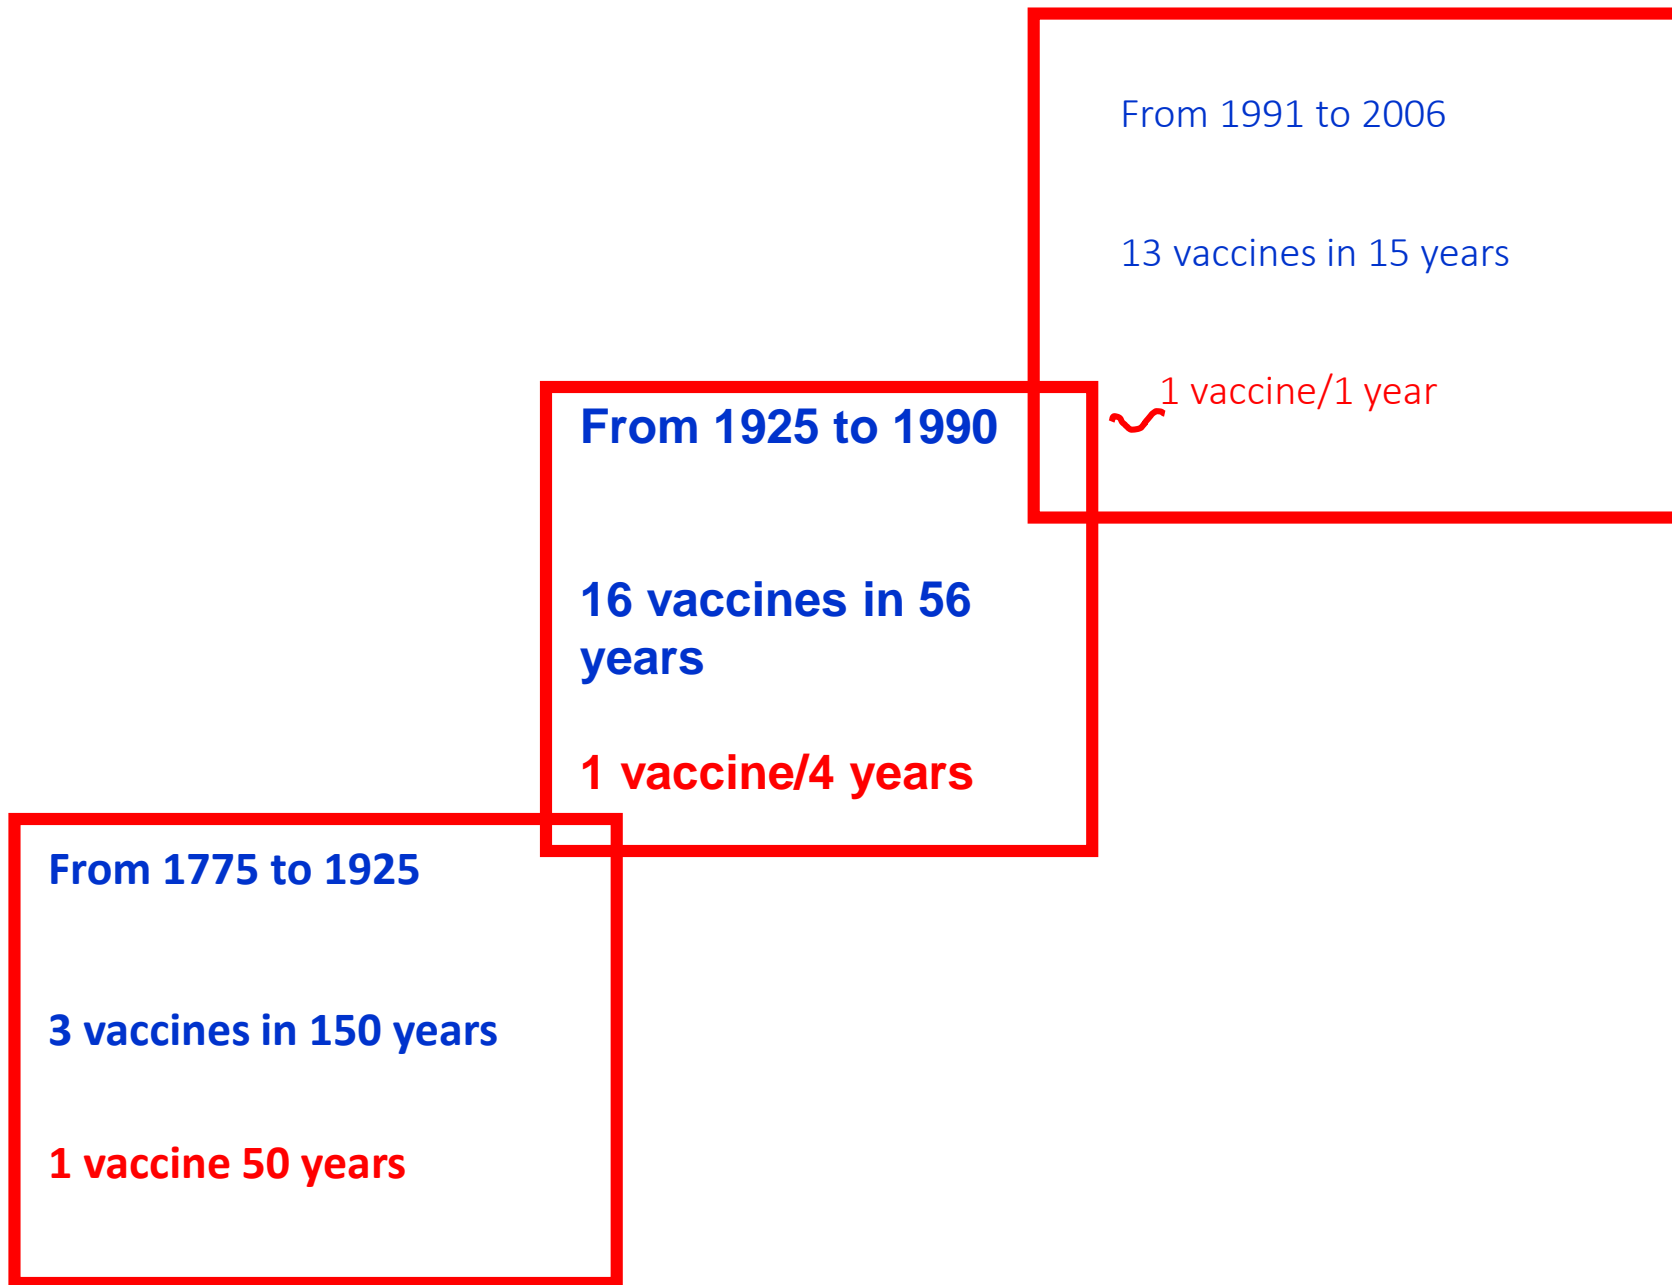 From 1991 to 2006
13 vaccines in 15 years
~1 vaccine/1 year
From 1925 to 1990
16 vaccines in 56
years
1 vaccine/4 years
From 1775 to 1925
3 vaccines in 150 years
1 vaccine 50 years